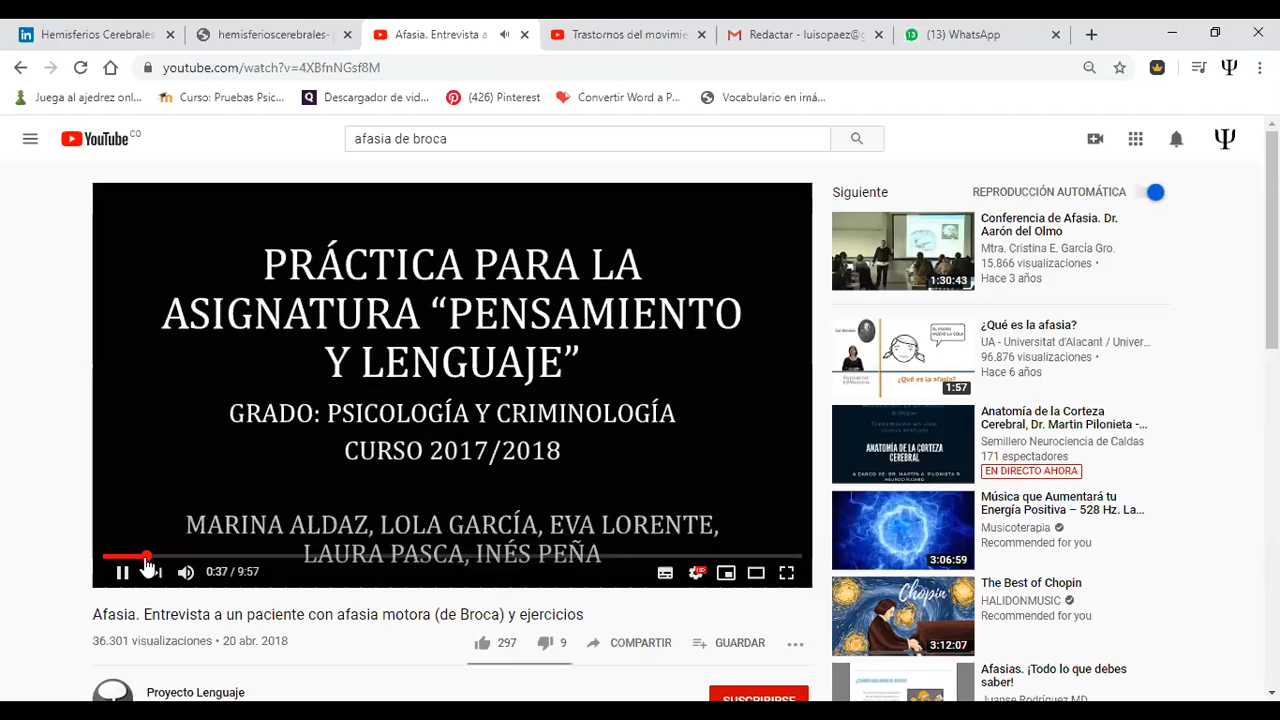 Hemisferios Cerebrales
hemisferioscerebrales-
Afasia. Entrevista a
Trastornos del movimie
Redactar - luisopaez@g
(13) WhatsApp
youtube.com/watch?v=4XBfnNGsf8M
Juega al ajedrez onl...
Curso: Pruebas Psic...
Descargador de vid...
(426) Pinterest
Convertir Word a P...
Vocabulario en imá...
YouTube CO
afasia de broca
PRÁCTICA PARA LA
ASIGNATURA “PENSAMIENTO
Y LENGUAJE”
GRADO: PSICOLOGÍA Y CRIMINOLOGÍA
CURSO 2017/2018
MARINA ALDAZ, LOLA GARCÍA, EVA LORENTE,
LAURA PASCA, INÉS PEÑA
0:37 / 9:57
Afasia. Entrevista a un paciente con afasia motora (de Broca) y ejercicios
36.301 visualizaciones • 20 abr. 2018
297
9
COMPARTIR
GUARDAR
Proyecto Lenguaje
SUSCRIBIRSE
Siguiente
REPRODUCCIÓN AUTOMÁTICA
Conferencia de Afasia. Dr.
Aarón del Olmo
Mtra. Cristina E. García Gro.
15.866 visualizaciones •
Hace 3 años
1:30:43
¿Qué es la afasia?
UA - Universitat d'Alacant / Univer...
96.876 visualizaciones •
Hace 6 años
¿Qué es la afasia?
1:57
Anatomía de la Corteza
Cerebral, Dr. Martin Pilonieta -...
Semillero Neurociencia de Caldas
171 espectadores
EN DIRECTO AHORA
ANATOMÍA DE LA CORTEZA
CEREBRAL
Música que Aumentará tu
Energía Positiva – 528 Hz. La...
Musicoterapia
Recommended for you
3:06:59
The Best of Chopin
HALIDONMUSIC
Recommended for you
Chopin
3:12:07
Afasias. ¡Todo lo que debes
saber!
Juanse Rodríguez MD